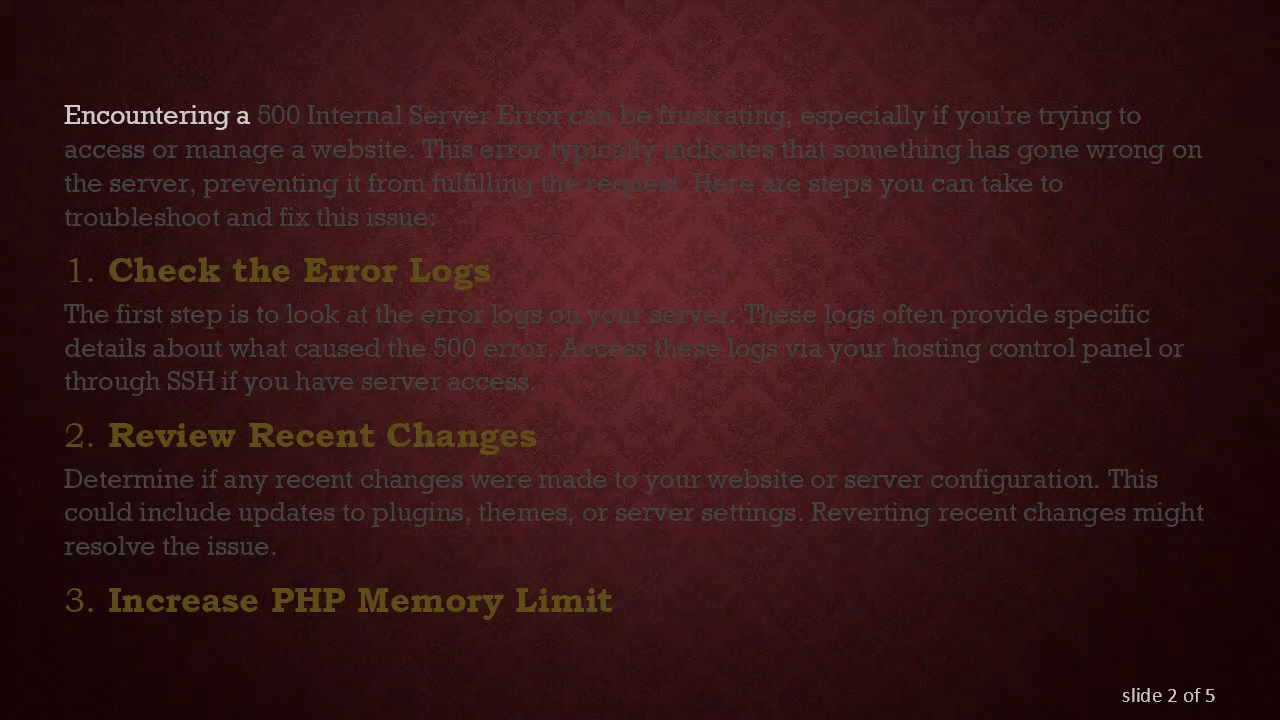 Encountering a 500 Internal Server Error can be frustrating, especially if you're trying to
access or manage a website. This error typically indicates that something has gone wrong on
the server, preventing it from fulfilling the request. Here are steps you can take to
troubleshoot and fix this issue:
1. Check the Error Logs
The first step is to look at the error logs on your server. These logs often provide specific
details about what caused the 500 error. Access these logs via your hosting control panel or
through SSH if you have server access.
2. Review Recent Changes
Determine if any recent changes were made to your website or server configuration. This
could include updates to plugins, themes, or server settings. Reverting recent changes might
resolve the issue.
3. Increase PHP Memory Limit
slide 2 of 5